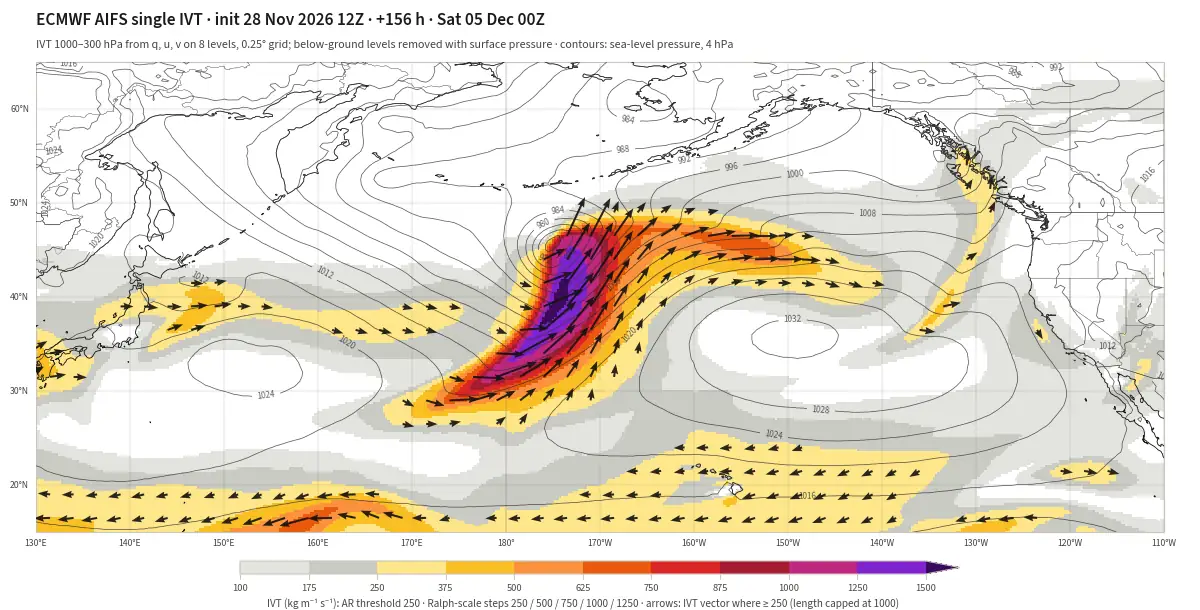 ECMWF AIFS single IVT · init 28 Nov 2026 12Z · +156 h · Sat 05 Dec 00Z
IVT 1000–300 hPa from q, u, v on 8 levels, 0.25° grid; below-ground levels removed with surface pressure · contours: sea-level pressure, 4 hPa
1016
992
984
60°N
1024
988
996
1000
1016
50°N
1024
984
1008
1020
980
1012
1012
40°N
1032
1020
1020
1012
30°N
1024
1028
1024
20°N
1016
130°E 140°E 150°E 160°E 170°E 180° 170°W 160°W 150°W 140°W 130°W 120°W 110°W
100 175 250 375 500 625 750 875 1000 1250 1500
IVT (kg m⁻¹ s⁻¹): AR threshold 250 · Ralph-scale steps 250 / 500 / 750 / 1000 / 1250 · arrows: IVT vector where ≥ 250 (length capped at 1000)